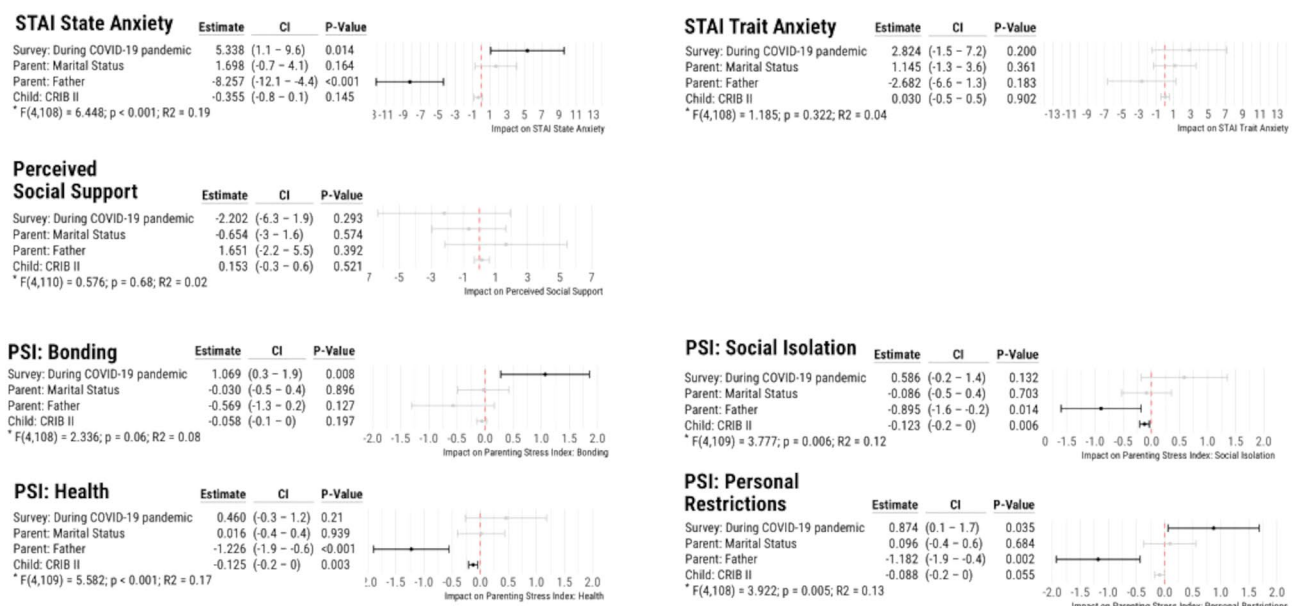 STAI State Anxiety Estimate CI P-Value
Survey: During COVID-19 pandemic 5.338 (1.1 – 9.6) 0.014
Parent: Marital Status 1.698 (-0.7 – 4.1) 0.164
Parent: Father -8.257 (-12.1 – -4.4) <0.001
Child: CRIB II -0.355 (-0.8 – 0.1) 0.145
* F(4,108) = 6.448; p < 0.001; R2 = 0.19
3 -11 -9 -7 -5 -3 -1 1 3 5 7 9 11 13
Impact on STAI State Anxiety
STAI Trait Anxiety Estimate CI P-Value
Survey: During COVID-19 pandemic 2.824 (-1.5 – 7.2) 0.200
Parent: Marital Status 1.145 (-1.3 – 3.6) 0.361
Parent: Father -2.682 (-6.6 – 1.3) 0.183
Child: CRIB II 0.030 (-0.5 – 0.5) 0.902
* F(4,108) = 1.185; p = 0.322; R2 = 0.04
-13 -11 -9 -7 -5 -3 -1 1 3 5 7 9 11 13
Impact on STAI Trait Anxiety
Perceived
Social Support Estimate CI P-Value
Survey: During COVID-19 pandemic -2.202 (-6.3 – 1.9) 0.293
Parent: Marital Status -0.654 (-3 – 1.6) 0.574
Parent: Father 1.651 (-2.2 – 5.5) 0.392
Child: CRIB II 0.153 (-0.3 – 0.6) 0.521
* F(4,110) = 0.576; p = 0.68; R2 = 0.02
7 -5 -3 -1 1 3 5 7
Impact on Perceived Social Support
PSI: Bonding Estimate CI P-Value
Survey: During COVID-19 pandemic 1.069 (0.3 – 1.9) 0.008
Parent: Marital Status -0.030 (-0.5 – 0.4) 0.896
Parent: Father -0.569 (-1.3 – 0.2) 0.127
Child: CRIB II -0.058 (-0.1 – 0) 0.197
* F(4,108) = 2.336; p = 0.06; R2 = 0.08
-2.0 -1.5 -1.0 -0.5 0.0 0.5 1.0 1.5 2.0
Impact on Parenting Stress Index: Bonding
PSI: Social Isolation Estimate CI P-Value
Survey: During COVID-19 pandemic 0.586 (-0.2 – 1.4) 0.132
Parent: Marital Status -0.086 (-0.5 – 0.4) 0.703
Parent: Father -0.895 (-1.6 – -0.2) 0.014
Child: CRIB II -0.123 (-0.2 – 0) 0.006
* F(4,109) = 3.777; p = 0.006; R2 = 0.12
0 -1.5 -1.0 -0.5 0.0 0.5 1.0 1.5 2.0
Impact on Parenting Stress Index: Social Isolation
PSI: Health Estimate CI P-Value
Survey: During COVID-19 pandemic 0.460 (-0.3 – 1.2) 0.21
Parent: Marital Status 0.016 (-0.4 – 0.4) 0.939
Parent: Father -1.226 (-1.9 – -0.6) <0.001
Child: CRIB II -0.125 (-0.2 – 0) 0.003
* F(4,109) = 5.582; p < 0.001; R2 = 0.17
2.0 -1.5 -1.0 -0.5 0.0 0.5 1.0 1.5 2.0
Impact on Parenting Stress Index: Health
PSI: Personal
Restrictions Estimate CI P-Value
Survey: During COVID-19 pandemic 0.874 (0.1 – 1.7) 0.035
Parent: Marital Status 0.096 (-0.4 – 0.6) 0.684
Parent: Father -1.182 (-1.9 – -0.4) 0.002
Child: CRIB II -0.088 (-0.2 – 0) 0.055
* F(4,108) = 3.922; p = 0.005; R2 = 0.13
-2.0 -1.5 -1.0 -0.5 0.0 0.5 1.0 1.5 2.0
Impact on Parenting Stress Index: Personal Restrictions